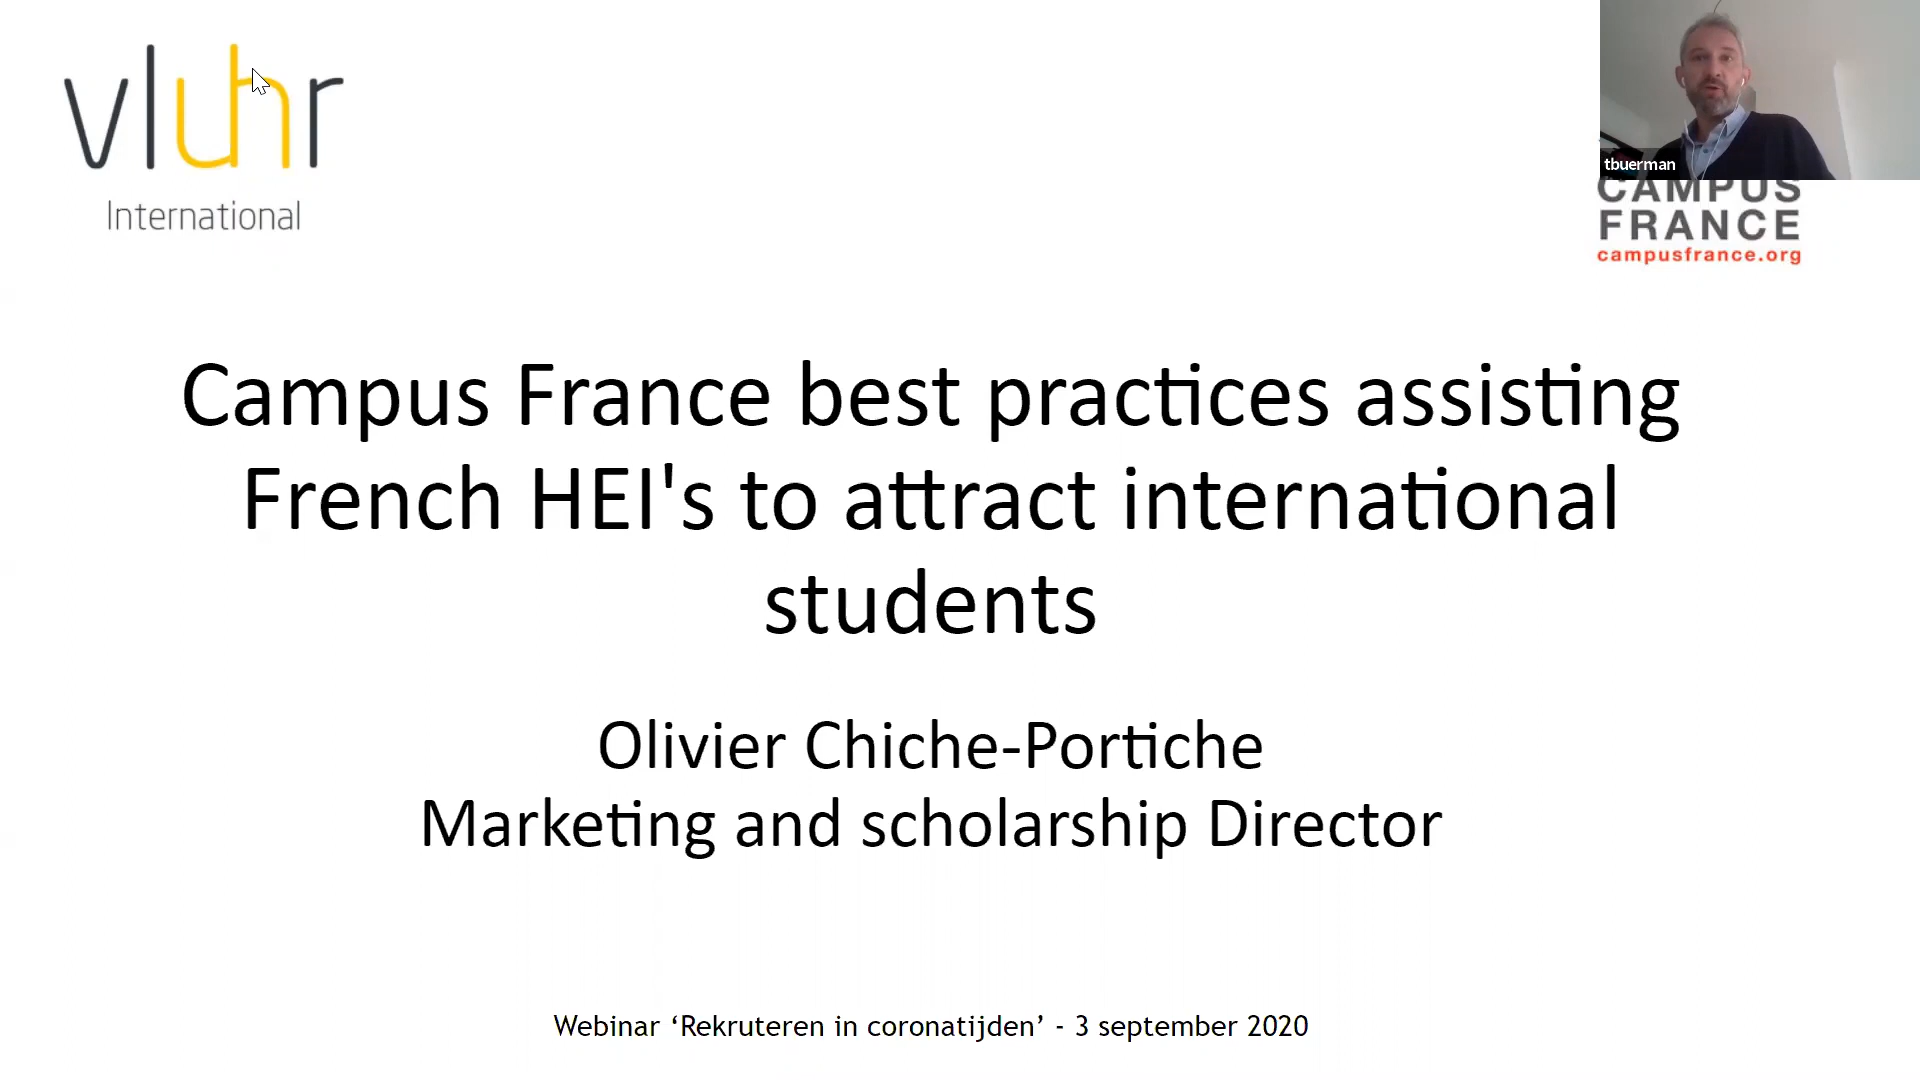 vluhr
International
tbuerman
CAMPUS
FRANCE
campusfrance.org
Campus France best practices assisting
French HEI's to attract international
students
Olivier Chiche-Portiche
Marketing and scholarship Director
Webinar ‘Rekruteren in coronatijden’ - 3 september 2020